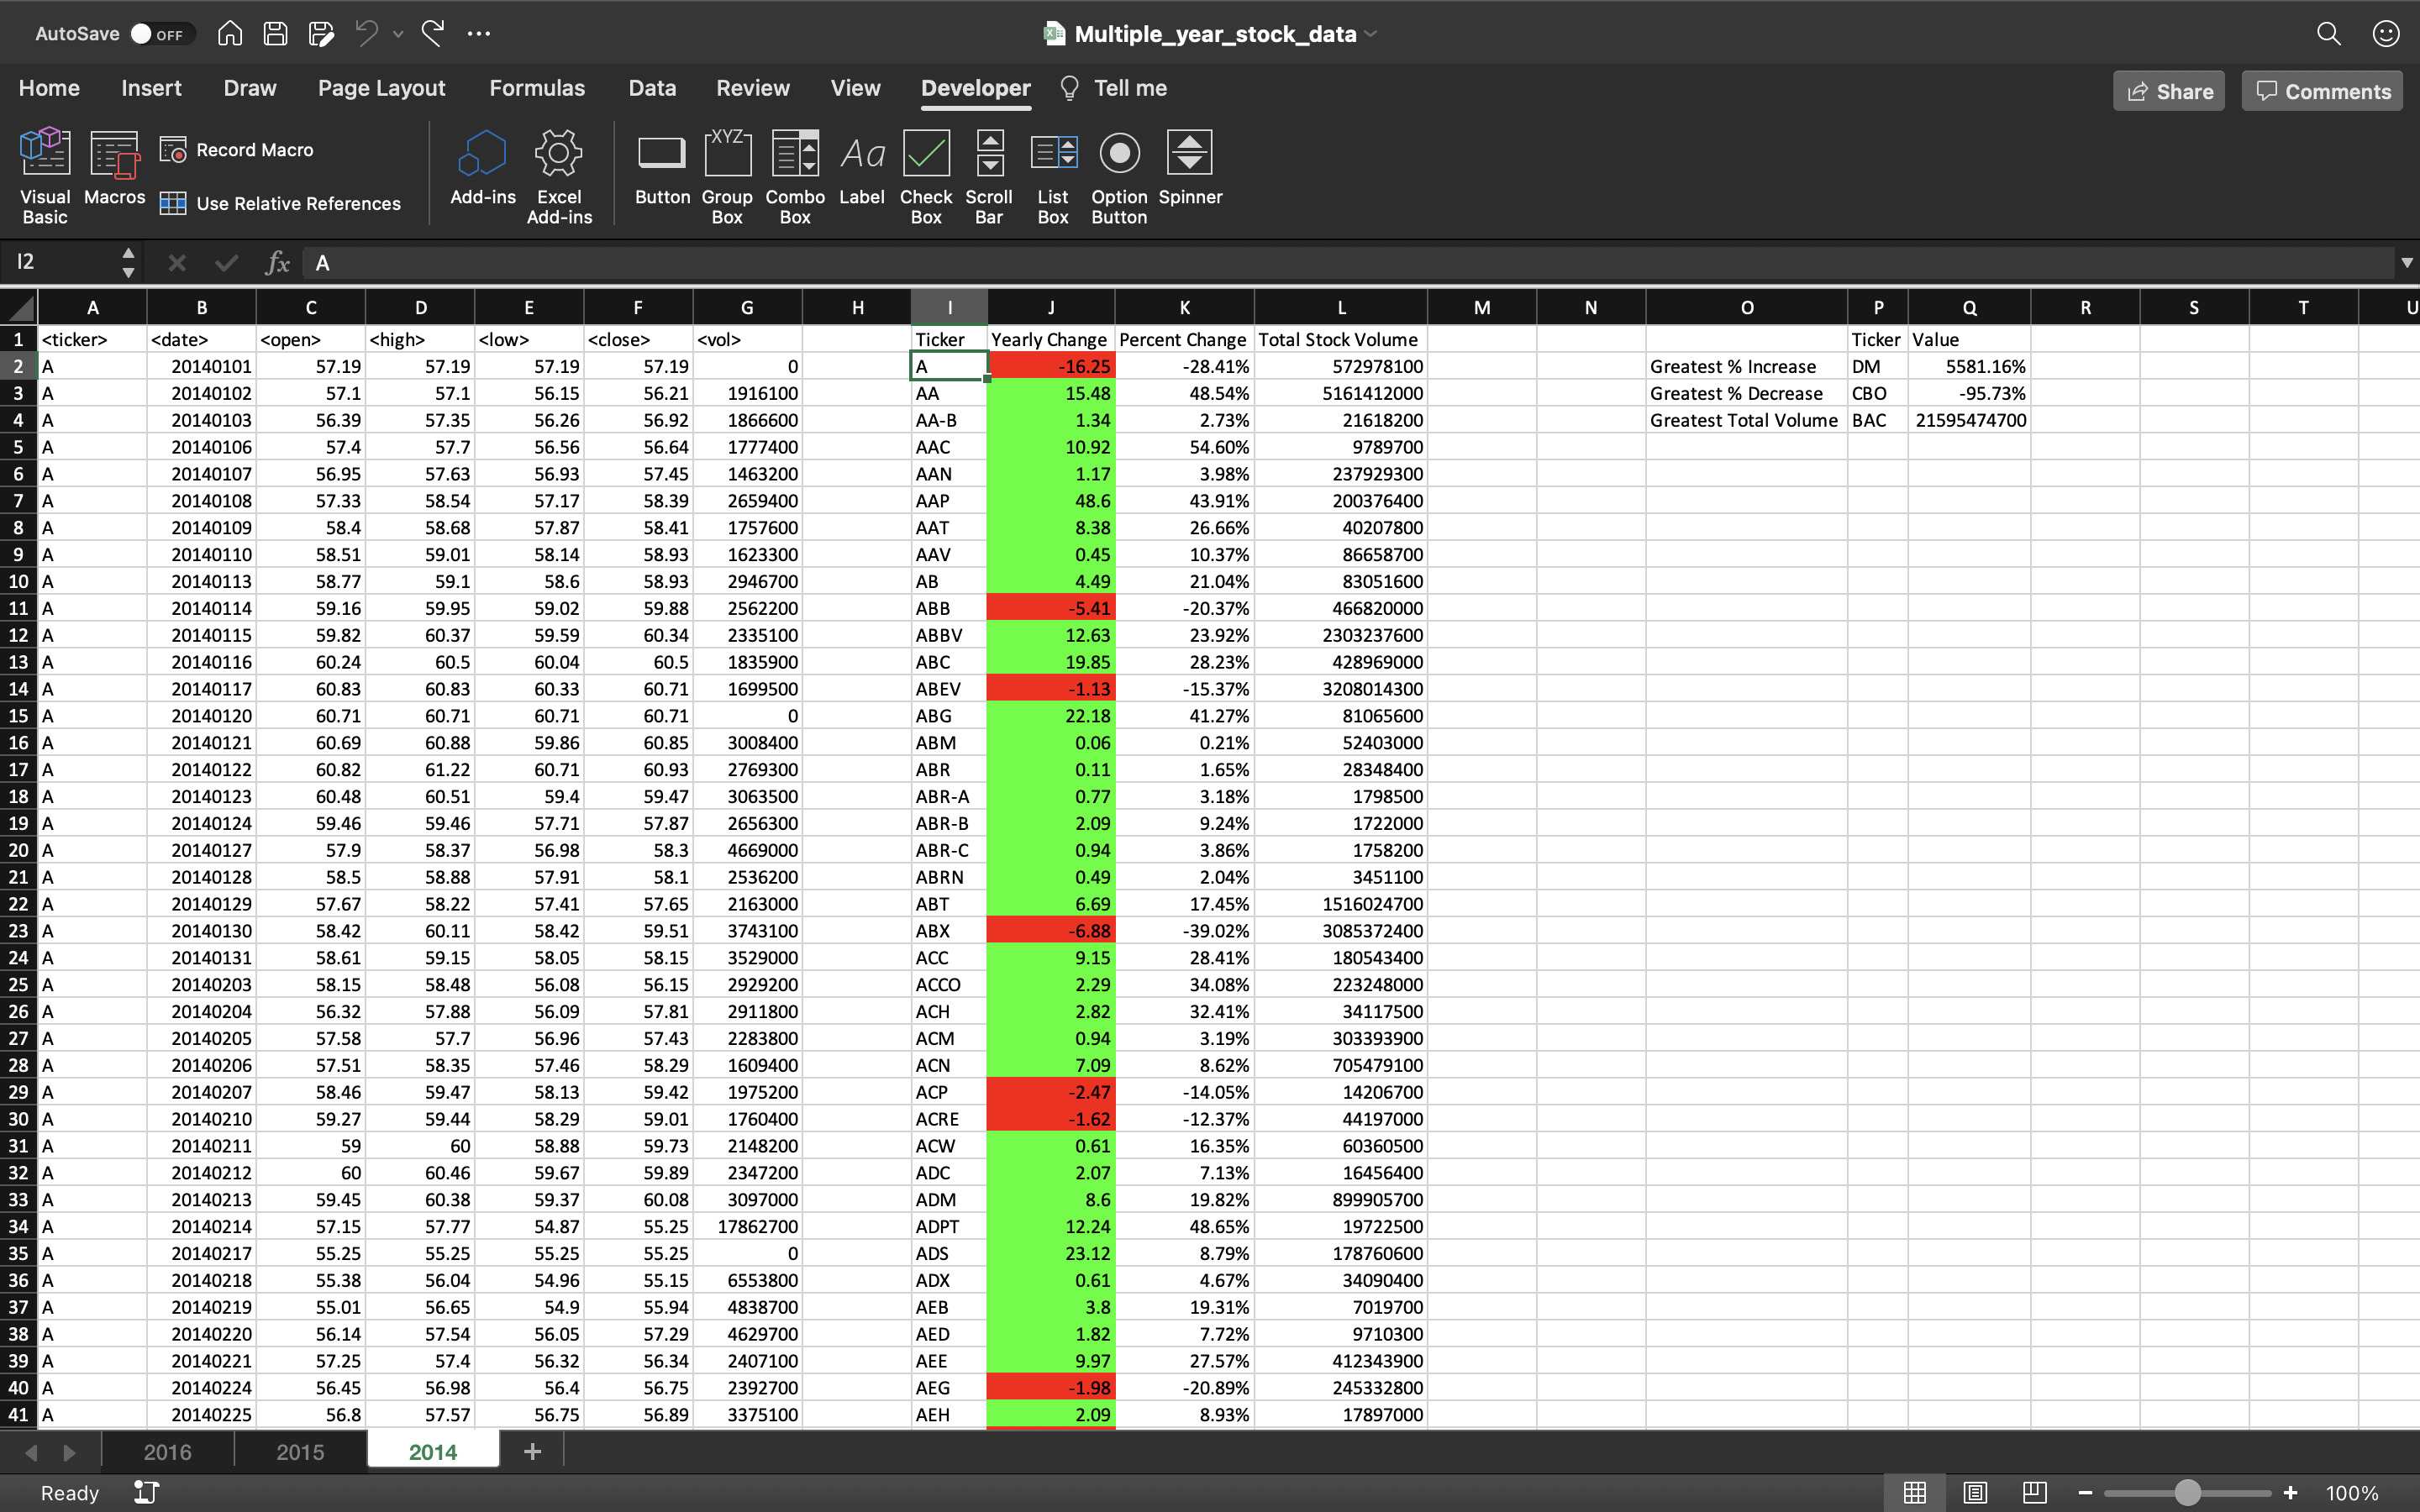 AutoSave OFF Multiple_year_stock_data
Home Insert Draw Page Layout Formulas Data Review View Developer Tell me Share Comments
Visual Basic Macros Record Macro Use Relative References Add-ins Excel Add-ins Button Group Box Combo Box Label Check Box Scroll Bar List Box Option Button Spinner
XYZ Aa
I2 fx A
A B C D E F G H I J K L M N O P Q R S T U
1 <ticker> <date> <open> <high> <low> <close> <vol> Ticker Yearly Change Percent Change Total Stock Volume Ticker Value
2 A 20140101 57.19 57.19 57.19 57.19 0 A -16.25 -28.41% 572978100 Greatest % Increase DM 5581.16%
3 A 20140102 57.1 57.1 56.15 56.21 1916100 AA 15.48 48.54% 5161412000 Greatest % Decrease CBO -95.73%
4 A 20140103 56.39 57.35 56.26 56.92 1866600 AA-B 1.34 2.73% 21618200 Greatest Total Volume BAC 21595474700
5 A 20140106 57.4 57.7 56.56 56.64 1777400 AAC 10.92 54.60% 9789700
6 A 20140107 56.95 57.63 56.93 57.45 1463200 AAN 1.17 3.98% 237929300
7 A 20140108 57.33 58.54 57.17 58.39 2659400 AAP 48.6 43.91% 200376400
8 A 20140109 58.4 58.68 57.87 58.41 1757600 AAT 8.38 26.66% 40207800
9 A 20140110 58.51 59.01 58.14 58.93 1623300 AAV 0.45 10.37% 86658700
10 A 20140113 58.77 59.1 58.6 58.93 2946700 AB 4.49 21.04% 83051600
11 A 20140114 59.16 59.95 59.02 59.88 2562200 ABB -5.41 -20.37% 466820000
12 A 20140115 59.82 60.37 59.59 60.34 2335100 ABBV 12.63 23.92% 2303237600
13 A 20140116 60.24 60.5 60.04 60.5 1835900 ABC 19.85 28.23% 428969000
14 A 20140117 60.83 60.83 60.33 60.71 1699500 ABEV -1.13 -15.37% 3208014300
15 A 20140120 60.71 60.71 60.71 60.71 0 ABG 22.18 41.27% 81065600
16 A 20140121 60.69 60.88 59.86 60.85 3008400 ABM 0.06 0.21% 52403000
17 A 20140122 60.82 61.22 60.71 60.93 2769300 ABR 0.11 1.65% 28348400
18 A 20140123 60.48 60.51 59.4 59.47 3063500 ABR-A 0.77 3.18% 1798500
19 A 20140124 59.46 59.46 57.71 57.87 2656300 ABR-B 2.09 9.24% 1722000
20 A 20140127 57.9 58.37 56.98 58.3 4669000 ABR-C 0.94 3.86% 1758200
21 A 20140128 58.5 58.88 57.91 58.1 2536200 ABRN 0.49 2.04% 3451100
22 A 20140129 57.67 58.22 57.41 57.65 2163000 ABT 6.69 17.45% 1516024700
23 A 20140130 58.42 60.11 58.42 59.51 3743100 ABX -6.88 -39.02% 3085372400
24 A 20140131 58.61 59.15 58.05 58.15 3529000 ACC 9.15 28.41% 180543400
25 A 20140203 58.15 58.48 56.08 56.15 2929200 ACCO 2.29 34.08% 223248000
26 A 20140204 56.32 57.88 56.09 57.81 2911800 ACH 2.82 32.41% 34117500
27 A 20140205 57.58 57.7 56.96 57.43 2283800 ACM 0.94 3.19% 303393900
28 A 20140206 57.51 58.35 57.46 58.29 1609400 ACN 7.09 8.62% 705479100
29 A 20140207 58.46 59.47 58.13 59.42 1975200 ACP -2.47 -14.05% 14206700
30 A 20140210 59.27 59.44 58.29 59.01 1760400 ACRE -1.62 -12.37% 44197000
31 A 20140211 59 60 58.88 59.73 2148200 ACW 0.61 16.35% 60360500
32 A 20140212 60 60.46 59.67 59.89 2347200 ADC 2.07 7.13% 16456400
33 A 20140213 59.45 60.38 59.37 60.08 3097000 ADM 8.6 19.82% 899905700
34 A 20140214 57.15 57.77 54.87 55.25 17862700 ADPT 12.24 48.65% 19722500
35 A 20140217 55.25 55.25 55.25 55.25 0 ADS 23.12 8.79% 178760600
36 A 20140218 55.38 56.04 54.96 55.15 6553800 ADX 0.61 4.67% 34090400
37 A 20140219 55.01 56.65 54.9 55.94 4838700 AEB 3.8 19.31% 7019700
38 A 20140220 56.14 57.54 56.05 57.29 4629700 AED 1.82 7.72% 9710300
39 A 20140221 57.25 57.4 56.32 56.34 2407100 AEE 9.97 27.57% 412343900
40 A 20140224 56.45 56.98 56.4 56.75 2392700 AEG -1.98 -20.89% 245332800
41 A 20140225 56.8 57.57 56.75 56.89 3375100 AEH 2.09 8.93% 17897000
2016 2015 2014 +
Ready 100%